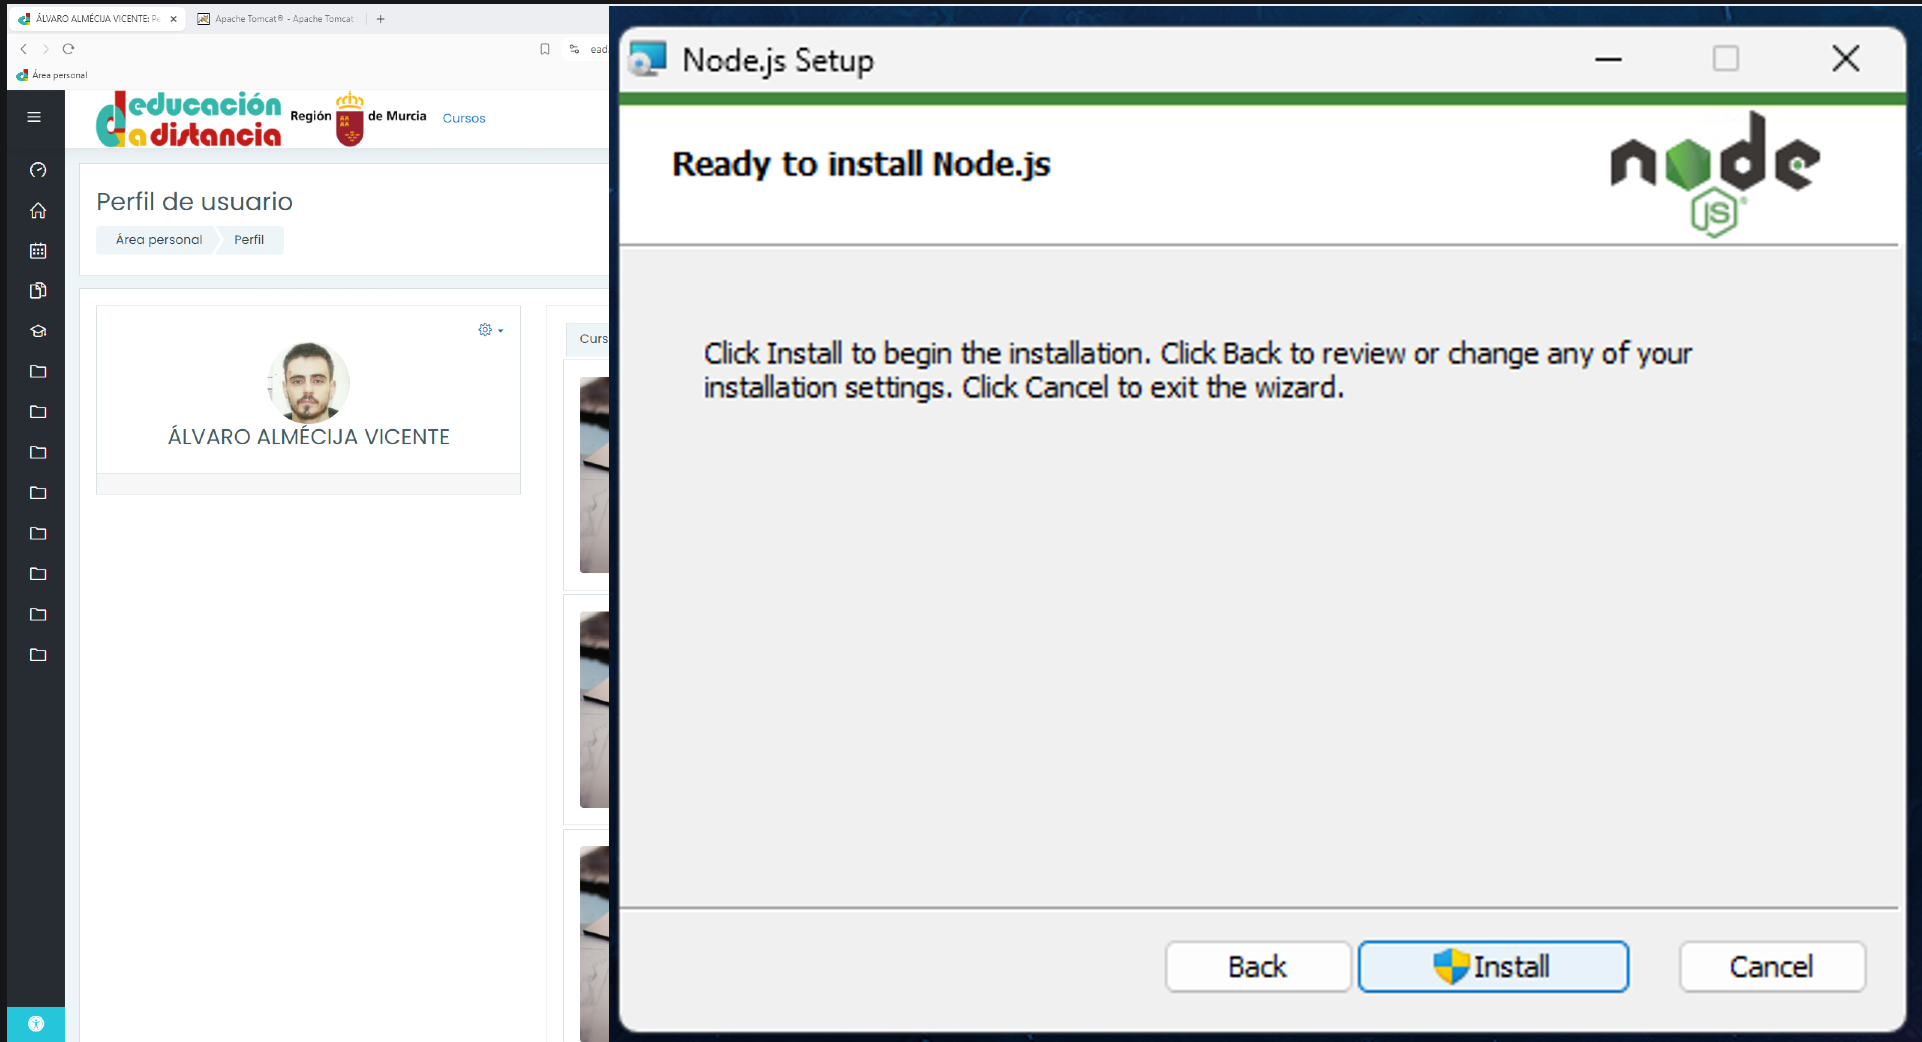 ÁLVARO ALMÉCIJA VICENTE: Pe
Apache Tomcat® - Apache Tomcat
ead.
Área personal
educación
a distancia
Región de Murcia
Cursos
Perfil de usuario
Área personal
Perfil
ÁLVARO ALMÉCIJA VICENTE
Curs
Node.js Setup
Ready to install Node.js
node
JS®
Click Install to begin the installation. Click Back to review or change any of your
installation settings. Click Cancel to exit the wizard.
Back
Install
Cancel